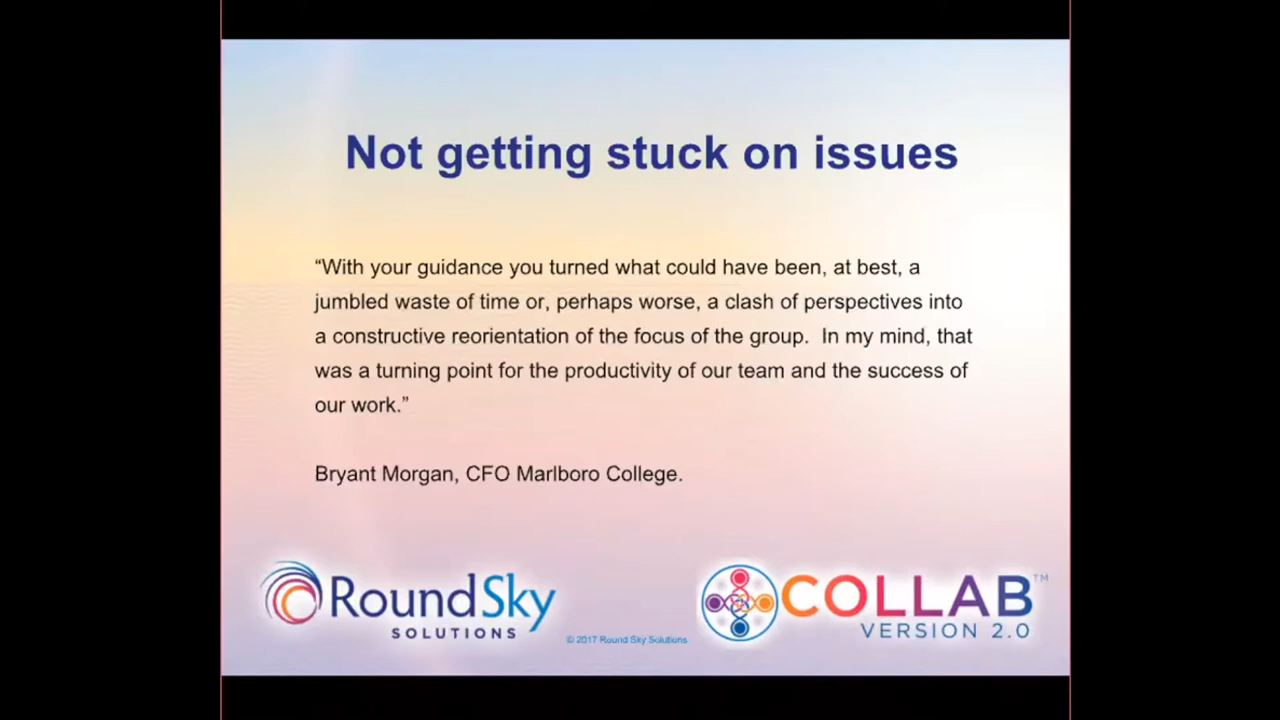 Not getting stuck on issues
“With your guidance you turned what could have been, at best, a
jumbled waste of time or, perhaps worse, a clash of perspectives into
a constructive reorientation of the focus of the group.  In my mind, that
was a turning point for the productivity of our team and the success of
our work.”
Bryant Morgan, CFO Marlboro College.
RoundSky
SOLUTIONS
© 2017 Round Sky Solutions
COLLAB™
VERSION 2.0